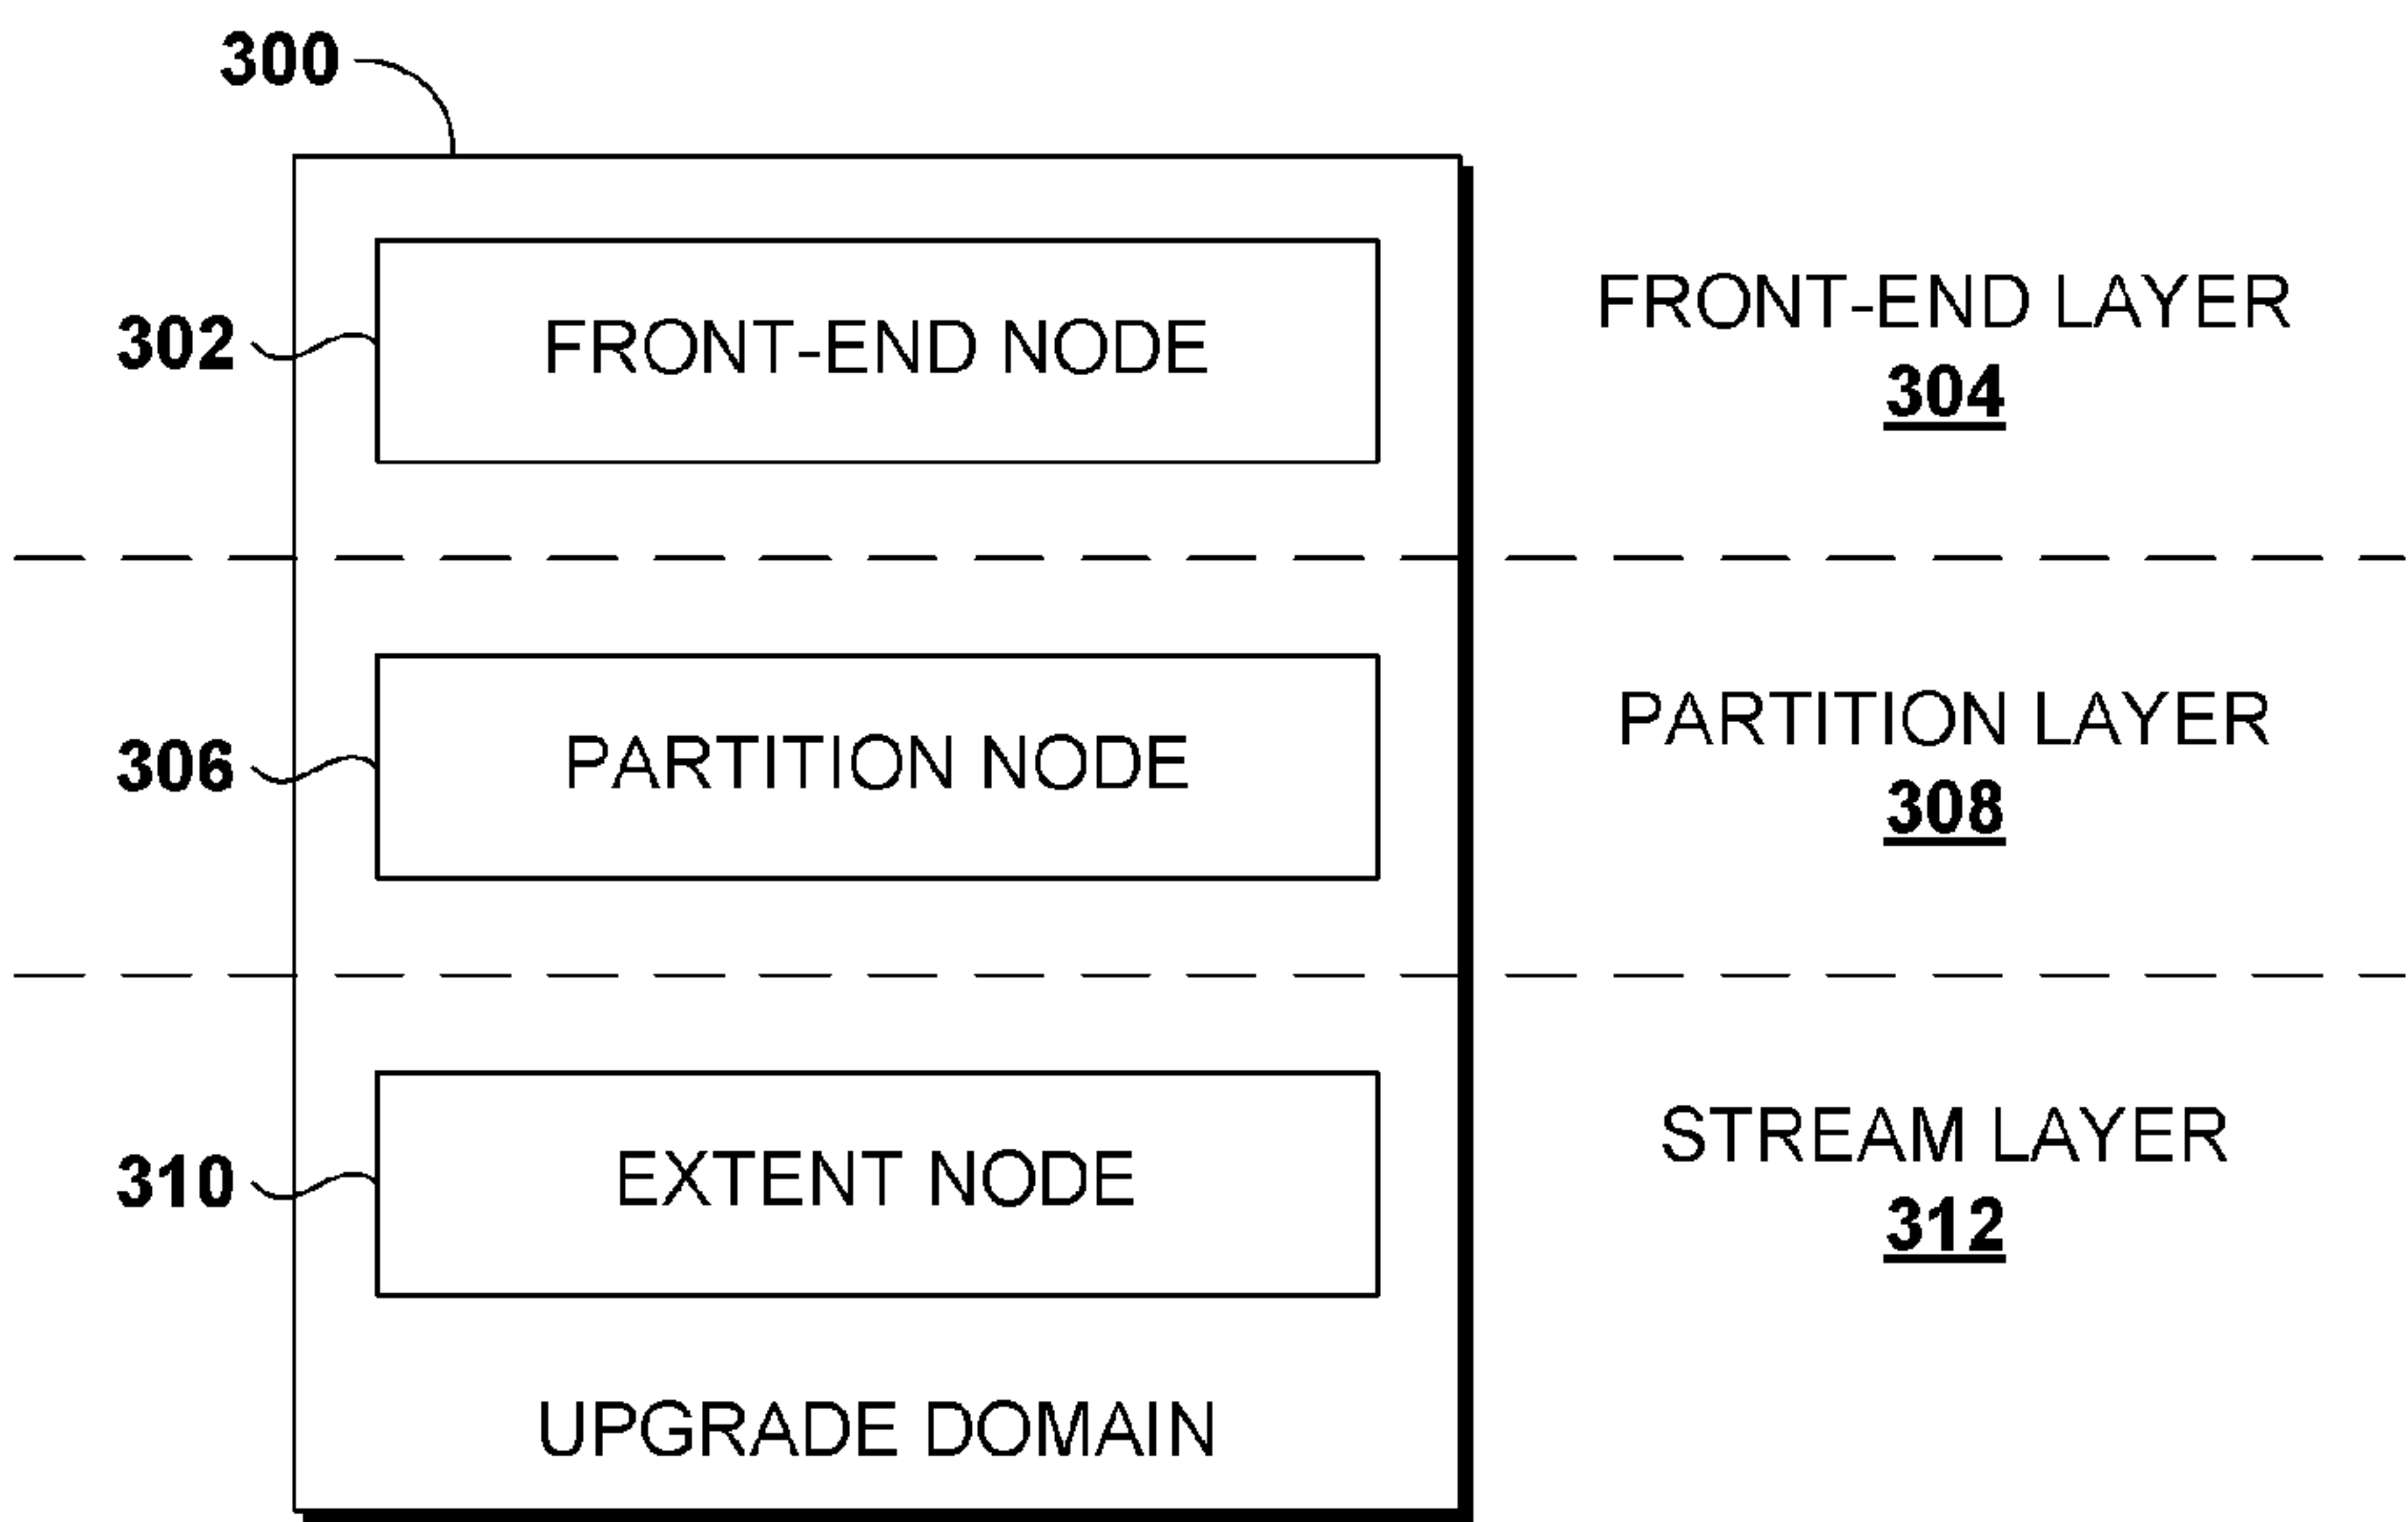 300
FRONT-END LAYER
302
FRONT-END NODE
304
PARTITION LAYER
306
PARTITION NODE
308
STREAM LAYER
310
EXTENT NODE
312
UPGRADE DOMAIN